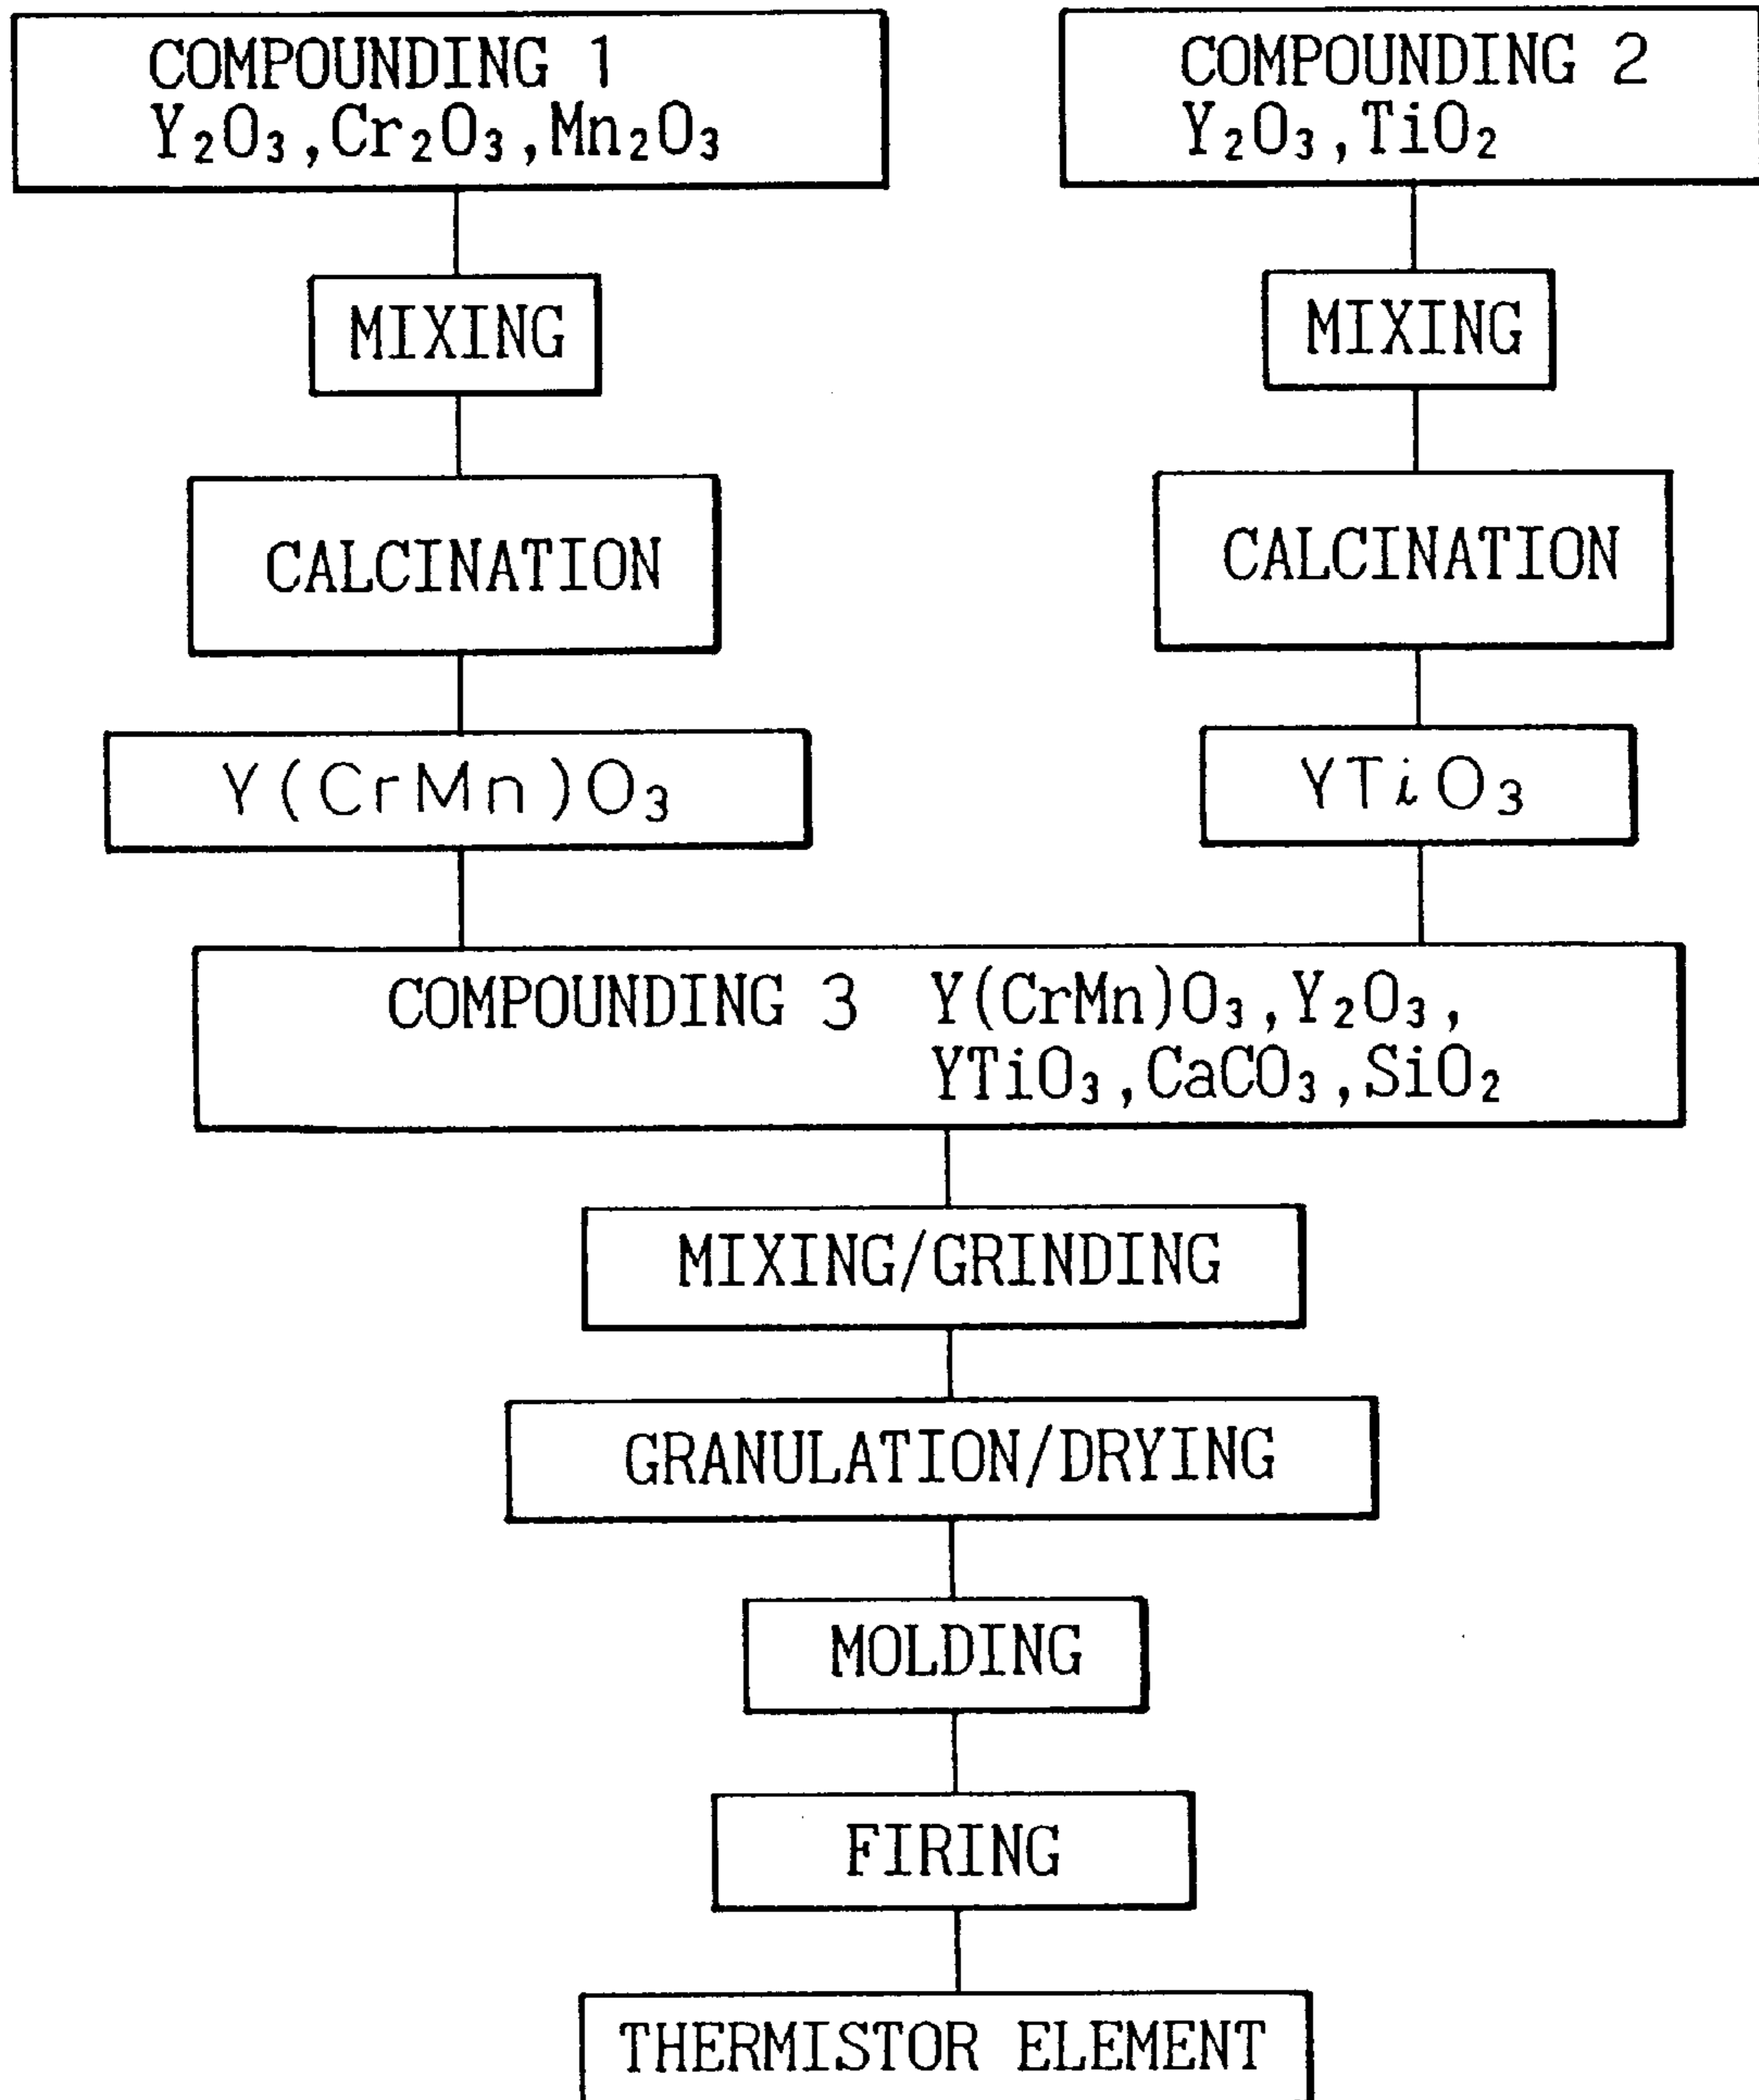 COMPOUNDING 1
Y₂O₃,Cr₂O₃,Mn₂O₃
MIXING
CALCINATION
Y(CrMn)O₃
COMPOUNDING 2
Y₂O₃,TiO₂
MIXING
CALCINATION
YTiO₃
COMPOUNDING 3 Y(CrMn)O₃,Y₂O₃,
YTiO₃,CaCO₃,SiO₂
MIXING/GRINDING
GRANULATION/DRYING
MOLDING
FIRING
THERMISTOR ELEMENT